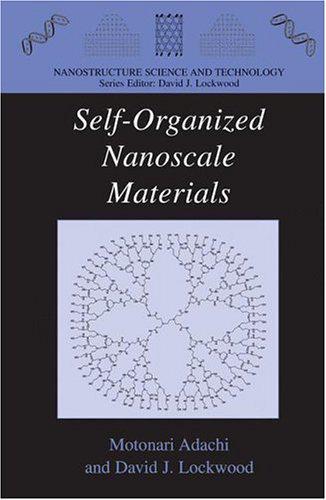 NANOSTRUCTURE SCIENCE AND TECHNOLOGY
Series Editor: David J. Lockwood
Self-Organized
Nanoscale
Materials
Motonari Adachi
and David J. Lockwood